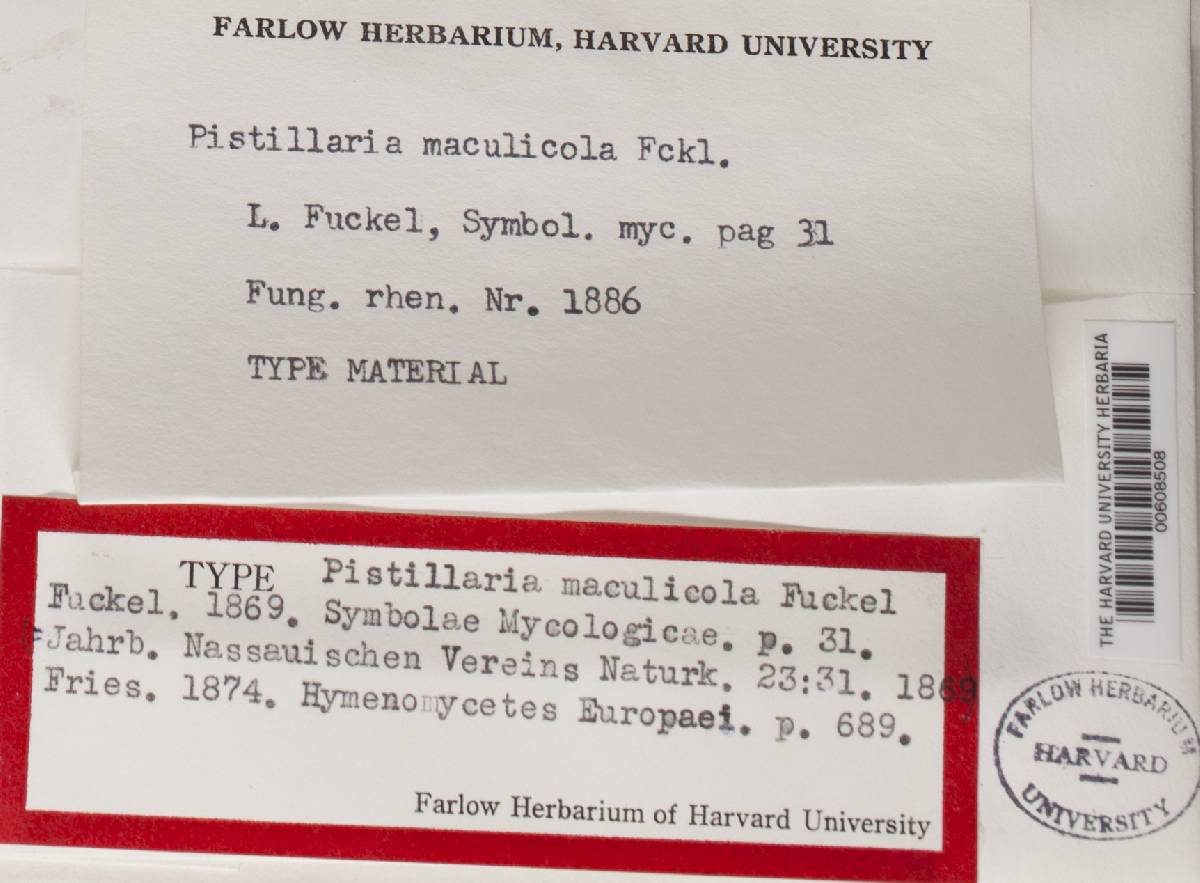 FARLOW HERBARIUM, HARVARD UNIVERSITY
Pistillaria maculicola Fckl.
L. Fuckel, Symbol. myc. pag 31
Fung. rhen. Nr. 1886
TYPE MATERIAL
THE HARVARD UNIVERSITY HERBARIA
00608508
TYPE Pistillaria maculicola Fuckel
Fuckel. 1869. Symbolae Mycologicae. p. 31.
=Jahrb. Nassauischen Vereins Naturk. 23:31. 1869
Fries. 1874. Hymenomycetes Europaei. p. 689.
Farlow Herbarium of Harvard University
FARLOW HERBARIUM
HARVARD
UNIVERSITY